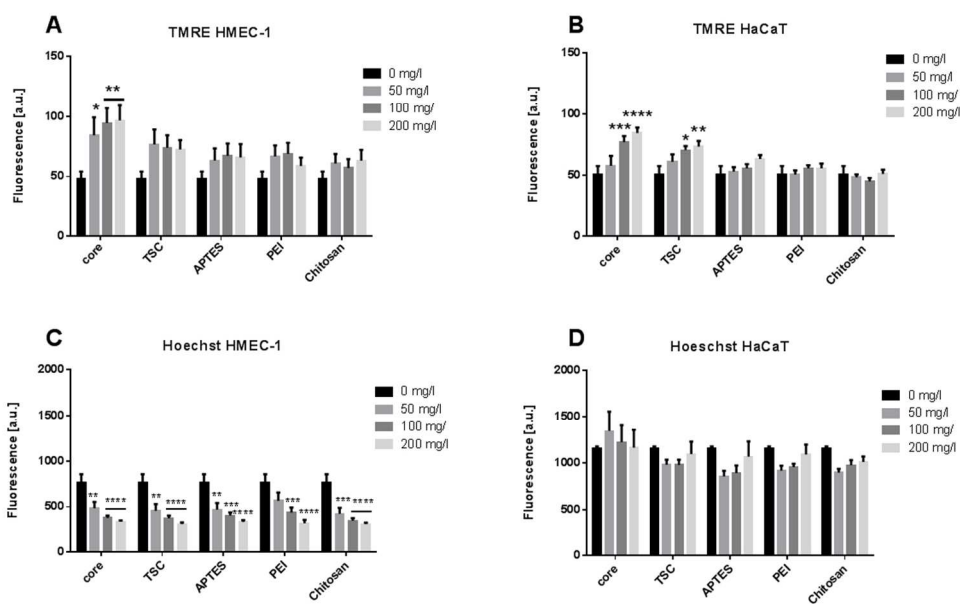 A
TMRE HMEC-1
Fluorescence [a.u.]
150
100
50
0
*
**
0 mg/l
50 mg/l
100 mg/
200 mg/l
core
TSC
APTES
PEI
Chitosan
B
TMRE HaCaT
Fluorescence [a.u.]
150
100
50
0
***
****
*
**
0 mg/l
50 mg/l
100 mg/
200 mg/l
core
TSC
APTES
PEI
Chitosan
C
Hoechst HMEC-1
Fluorescence [a.u.]
2000
1500
1000
500
0
**
****
**
****
**
***
****
***
****
***
****
0 mg/l
50 mg/l
100 mg/
200 mg/l
core
TSC
APTES
PEI
Chitosan
D
Hoeschst HaCaT
Fluorescence [a.u.]
2000
1500
1000
500
0
0 mg/l
50 mg/l
100 mg/
200 mg/l
core
TSC
APTES
PEI
Chitosan